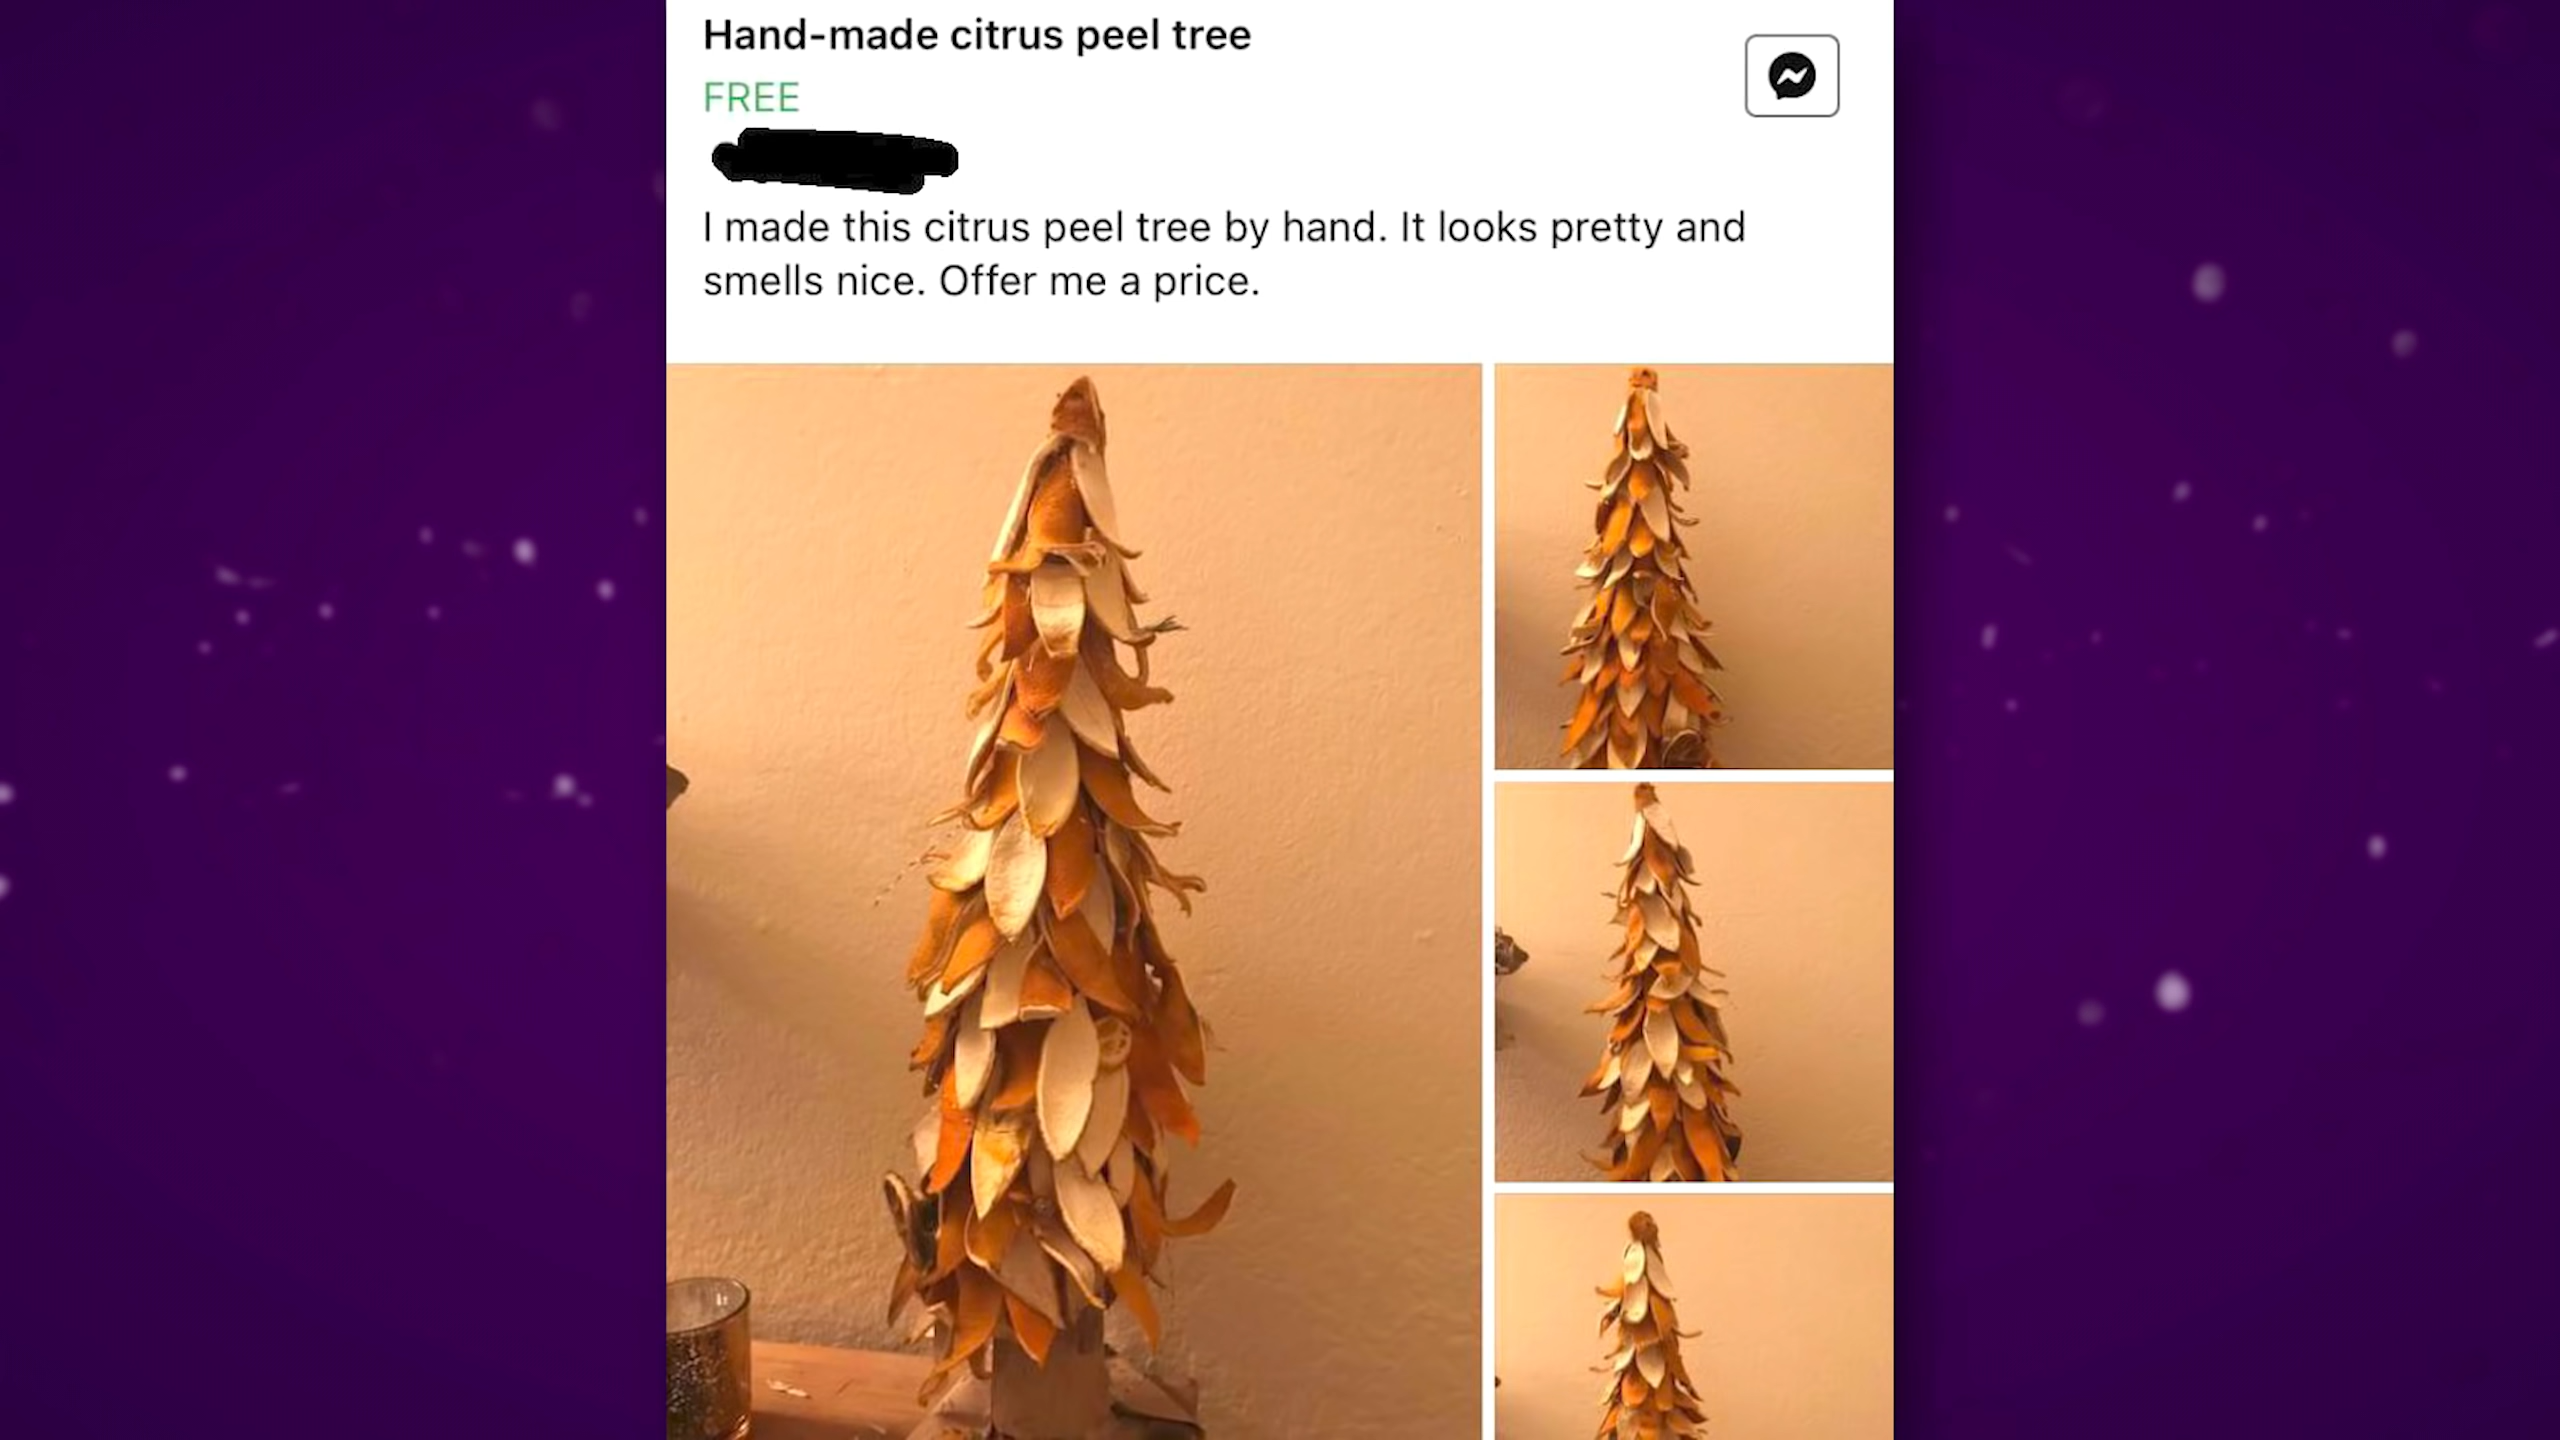 Hand-made citrus peel tree
FREE
I made this citrus peel tree by hand. It looks pretty and
smells nice. Offer me a price.